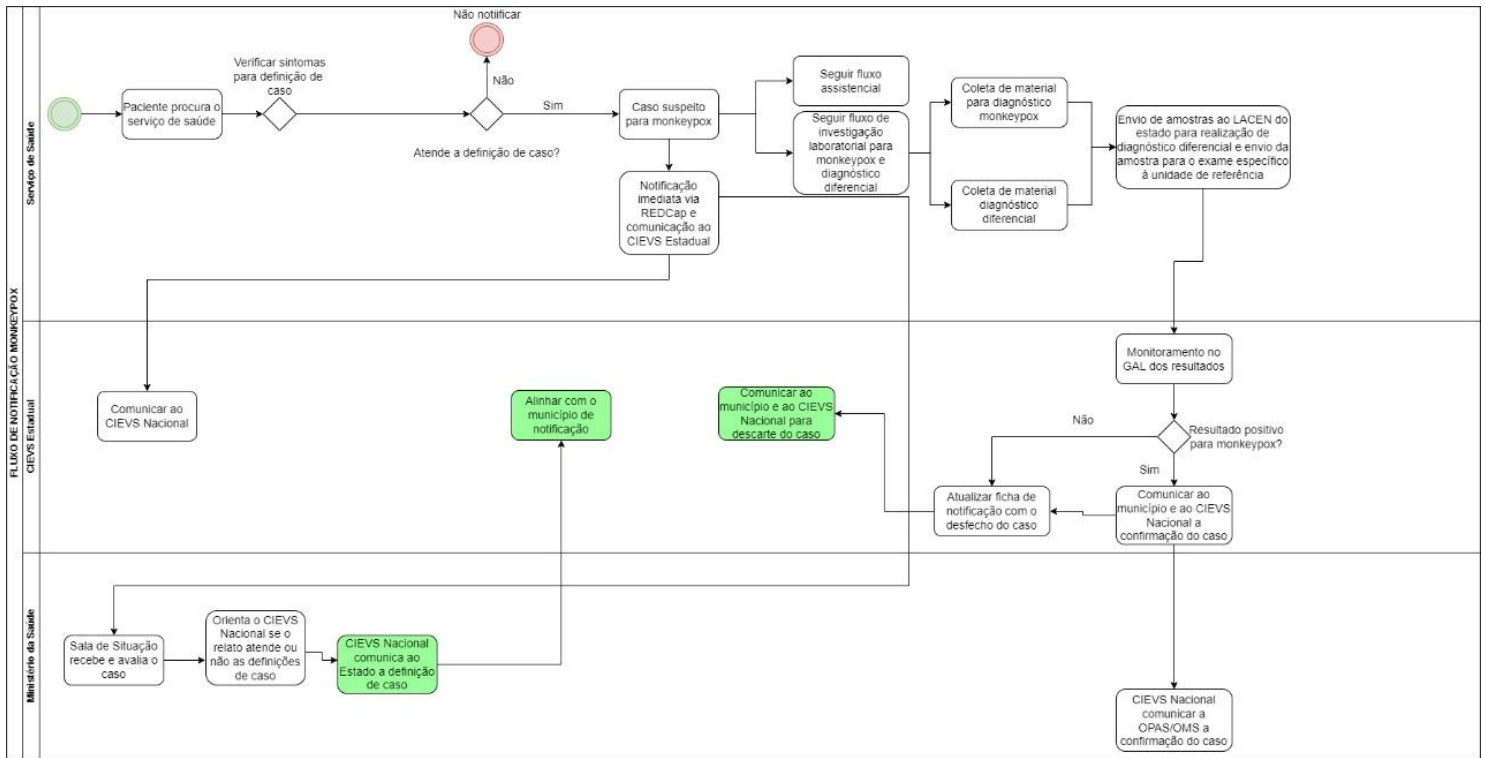 FLUXO DE NOTIFICAÇÃO MONKEYPOX
Serviço de Saúde
Paciente procura o
serviço de saúde
Verificar sintomas
para definição de
caso
Não notiificar
Não
Sim
Atende a definição de caso?
Caso suspeito
para monkeypox
Notificação
imediata via
REDCap e
comunicação ao
CIEVS Estadual
Seguir fluxo
assistencial
Seguir fluxo de
investigação
laboratorial para
monkeypox e
diagnóstico
diferencial
Coleta de material
para diagnóstico
monkeypox
Coleta de material
diagnóstico
diferencial
Envio de amostras ao LACEN do
estado para realização de
diagnóstico diferencial e envio da
amostra para o exame específico
à unidade de referência
CIEVS Estadual
Comunicar ao
CIEVS Nacional
Alinhar com o
município de
notificação
Comunicar ao
município e ao CIEVS
Nacional para
descarte do caso
Monitoramento no
GAL dos resultados
Não
Resultado positivo
para monkeypox?
Sim
Atualizar ficha de
notificação com o
desfecho do caso
Comunicar ao
município e ao CIEVS
Nacional a
confirmação do caso
Ministério da Saúde
Sala de Situação
recebe e avalia o
caso
Orienta o CIEVS
Nacional se o
relato atende ou
não as definições
de caso
CIEVS Nacional
comunica ao
Estado a definição
de caso
CIEVS Nacional
comunicar a
OPAS/OMS a
confirmação do caso